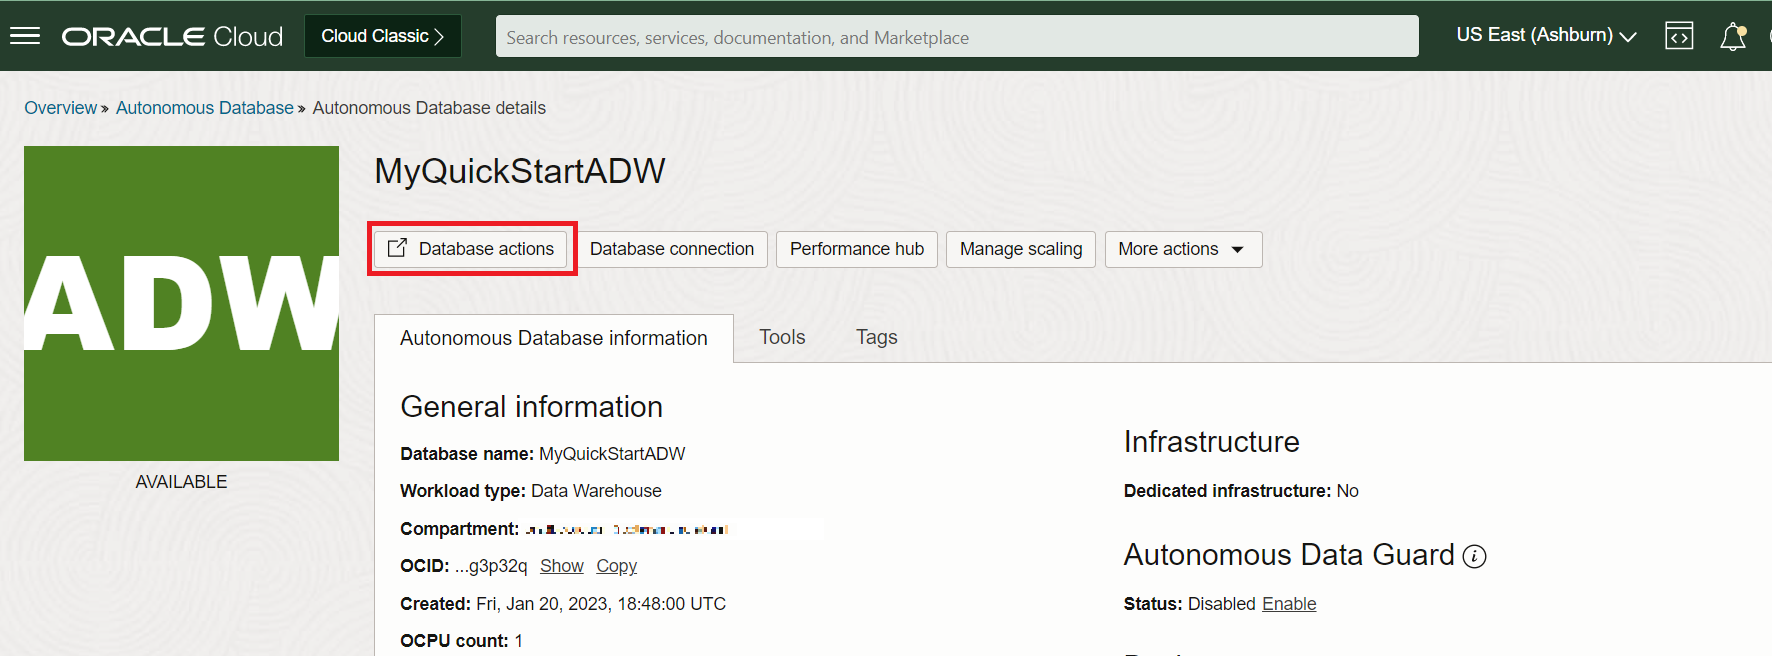 ORACLE Cloud
Cloud Classic
Search resources, services, documentation, and Marketplace
US East (Ashburn)
Overview » Autonomous Database » Autonomous Database details
ADW
AVAILABLE
MyQuickStartADW
Database actions
Database connection
Performance hub
Manage scaling
More actions
Autonomous Database information
Tools
Tags
General information
Database name: MyQuickStartADW
Workload type: Data Warehouse
Compartment:
OCID: ...g3p32q Show Copy
Created: Fri, Jan 20, 2023, 18:48:00 UTC
OCPU count: 1
Infrastructure
Dedicated infrastructure: No
Autonomous Data Guard
Status: Disabled Enable